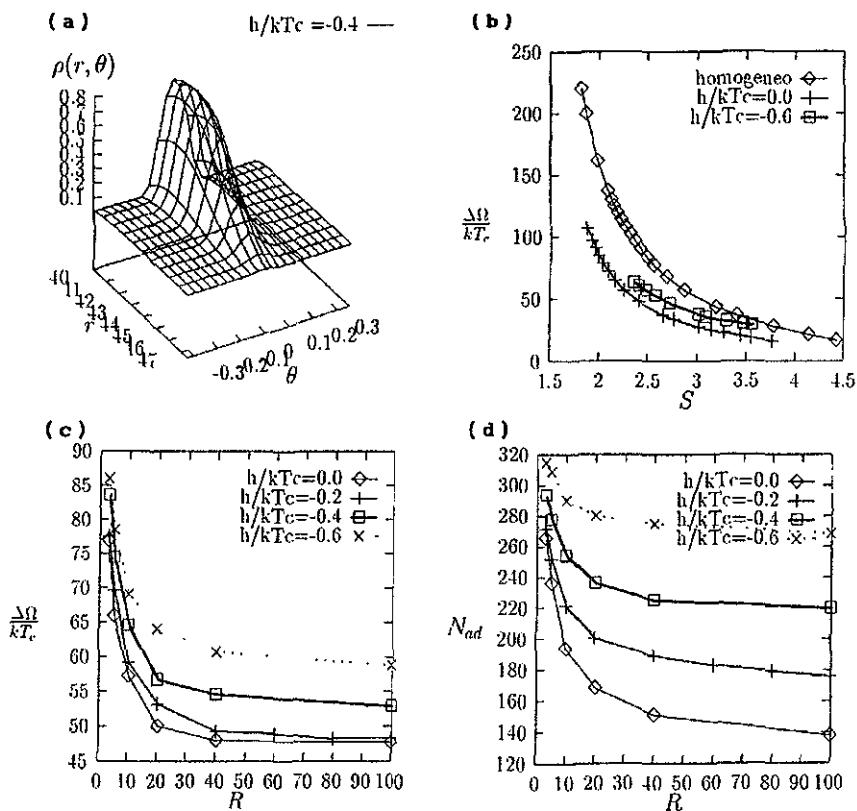 (a)
h/kTc =-0.4
ρ(r, θ)
0.8
0.7
0.6
0.5
0.4
0.3
0.2
0.1
40
41
42
43
44
45
46
47
r
-0.3
0.2
0.1
0
0.1
0.2
0.3
θ
(b)
homogeneo
h/kTc=0.0
h/kTc=-0.6
250
200
150
100
50
0
ΔΩ
kTc
1.5 2 2.5 3 3.5 4 4.5
S
(c)
h/kTc=0.0
h/kTc=-0.2
h/kTc=-0.4
h/kTc=-0.6
90
85
80
75
70
65
60
55
50
45
ΔΩ
kTc
0 10 20 30 40 50 60 70 80 90 100
R
(d)
h/kTc=0.0
h/kTc=-0.2
h/kTc=-0.4
h/kTc=-0.6
320
300
280
260
240
220
200
180
160
140
120
Nad
0 10 20 30 40 50 60 70 80 90 100
R